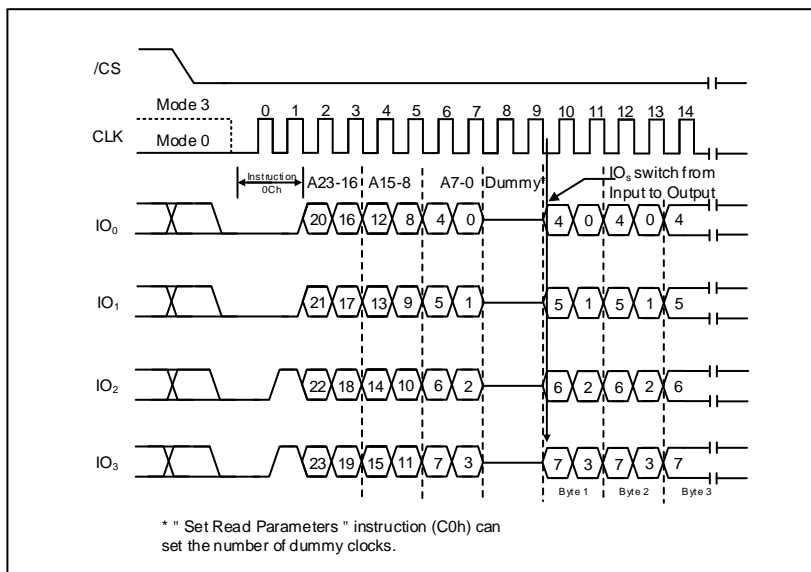 /CS
Mode 3
0 1 2 3 4 5 6 7 8 9 10 11 12 13 14
CLK
Mode 0
Instruction
0Ch
A23-16 A15-8 A7-0 Dummy*
IOs switch from
Input to Output
IO0 20 16 12 8 4 0 4 0 4 0 4
IO1 21 17 13 9 5 1 5 1 5 1 5
IO2 22 18 14 10 6 2 6 2 6 2 6
IO3 23 19 15 11 7 3 7 3 7 3 7
Byte 1 Byte 2 Byte 3
* " Set Read Parameters " instruction (C0h) can
set the number of dummy clocks.